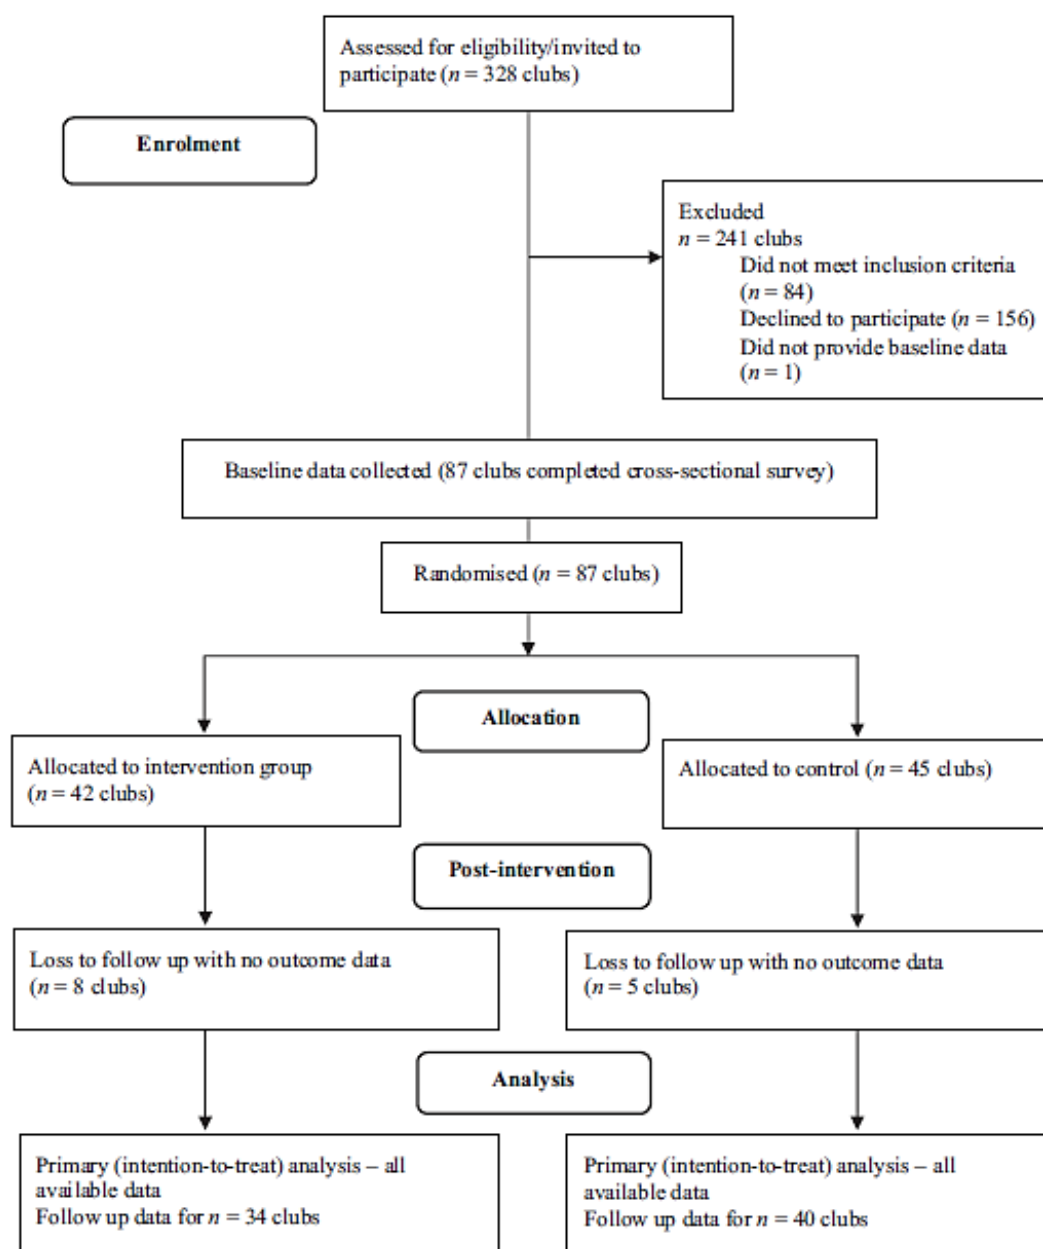 Assessed for eligibility/invited to
participate (n = 328 clubs)
Enrolment
Excluded
n = 241 clubs
Did not meet inclusion criteria
(n = 84)
Declined to participate (n = 156)
Did not provide baseline data
(n = 1)
Baseline data collected (87 clubs completed cross-sectional survey)
Randomised (n = 87 clubs)
Allocation
Allocated to intervention group
(n = 42 clubs)
Allocated to control (n = 45 clubs)
Post-intervention
Loss to follow up with no outcome data
(n = 8 clubs)
Loss to follow up with no outcome data
(n = 5 clubs)
Analysis
Primary (intention-to-treat) analysis – all
available data
Follow up data for n = 34 clubs
Primary (intention-to-treat) analysis – all
available data
Follow up data for n = 40 clubs